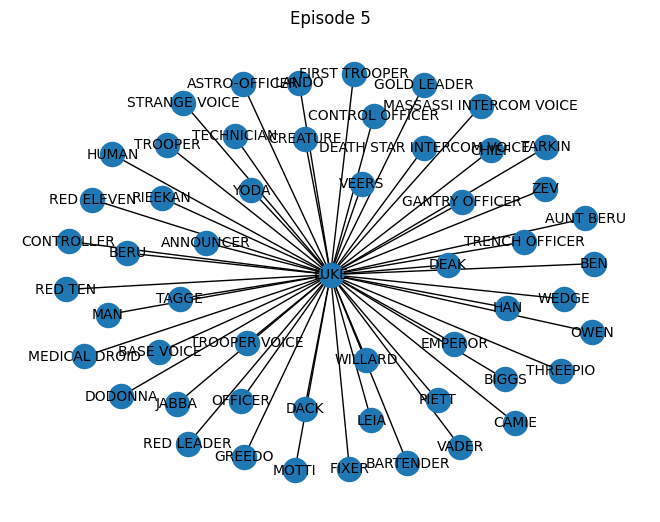 Episode 5
FIRST TROOPER
ASTRO-OFFICER
LANDO
GOLD LEADER
STRANGE VOICE
MASSASSI INTERCOM VOICE
CONTROL OFFICER
TECHNICIAN
CREATURE
TROOPER
DEATH STAR INTERCOM VOICE
CHIEF
TARKIN
HUMAN
YODA
VEERS
ZEV
RED ELEVEN
RIEEKAN
GANTRY OFFICER
AUNT BERU
CONTROLLER
BERU
ANNOUNCER
TRENCH OFFICER
DEAK
BEN
LUKE
RED TEN
TAGGE
WEDGE
MAN
HAN
OWEN
MEDICAL DROID
BASE VOICE
TROOPER VOICE
EMPEROR
WILLARD
THREEPIO
BIGGS
DODONNA
JABBA
OFFICER
PIETT
DACK
LEIA
CAMIE
RED LEADER
VADER
GREEDO
BARTENDER
MOTTI
FIXER